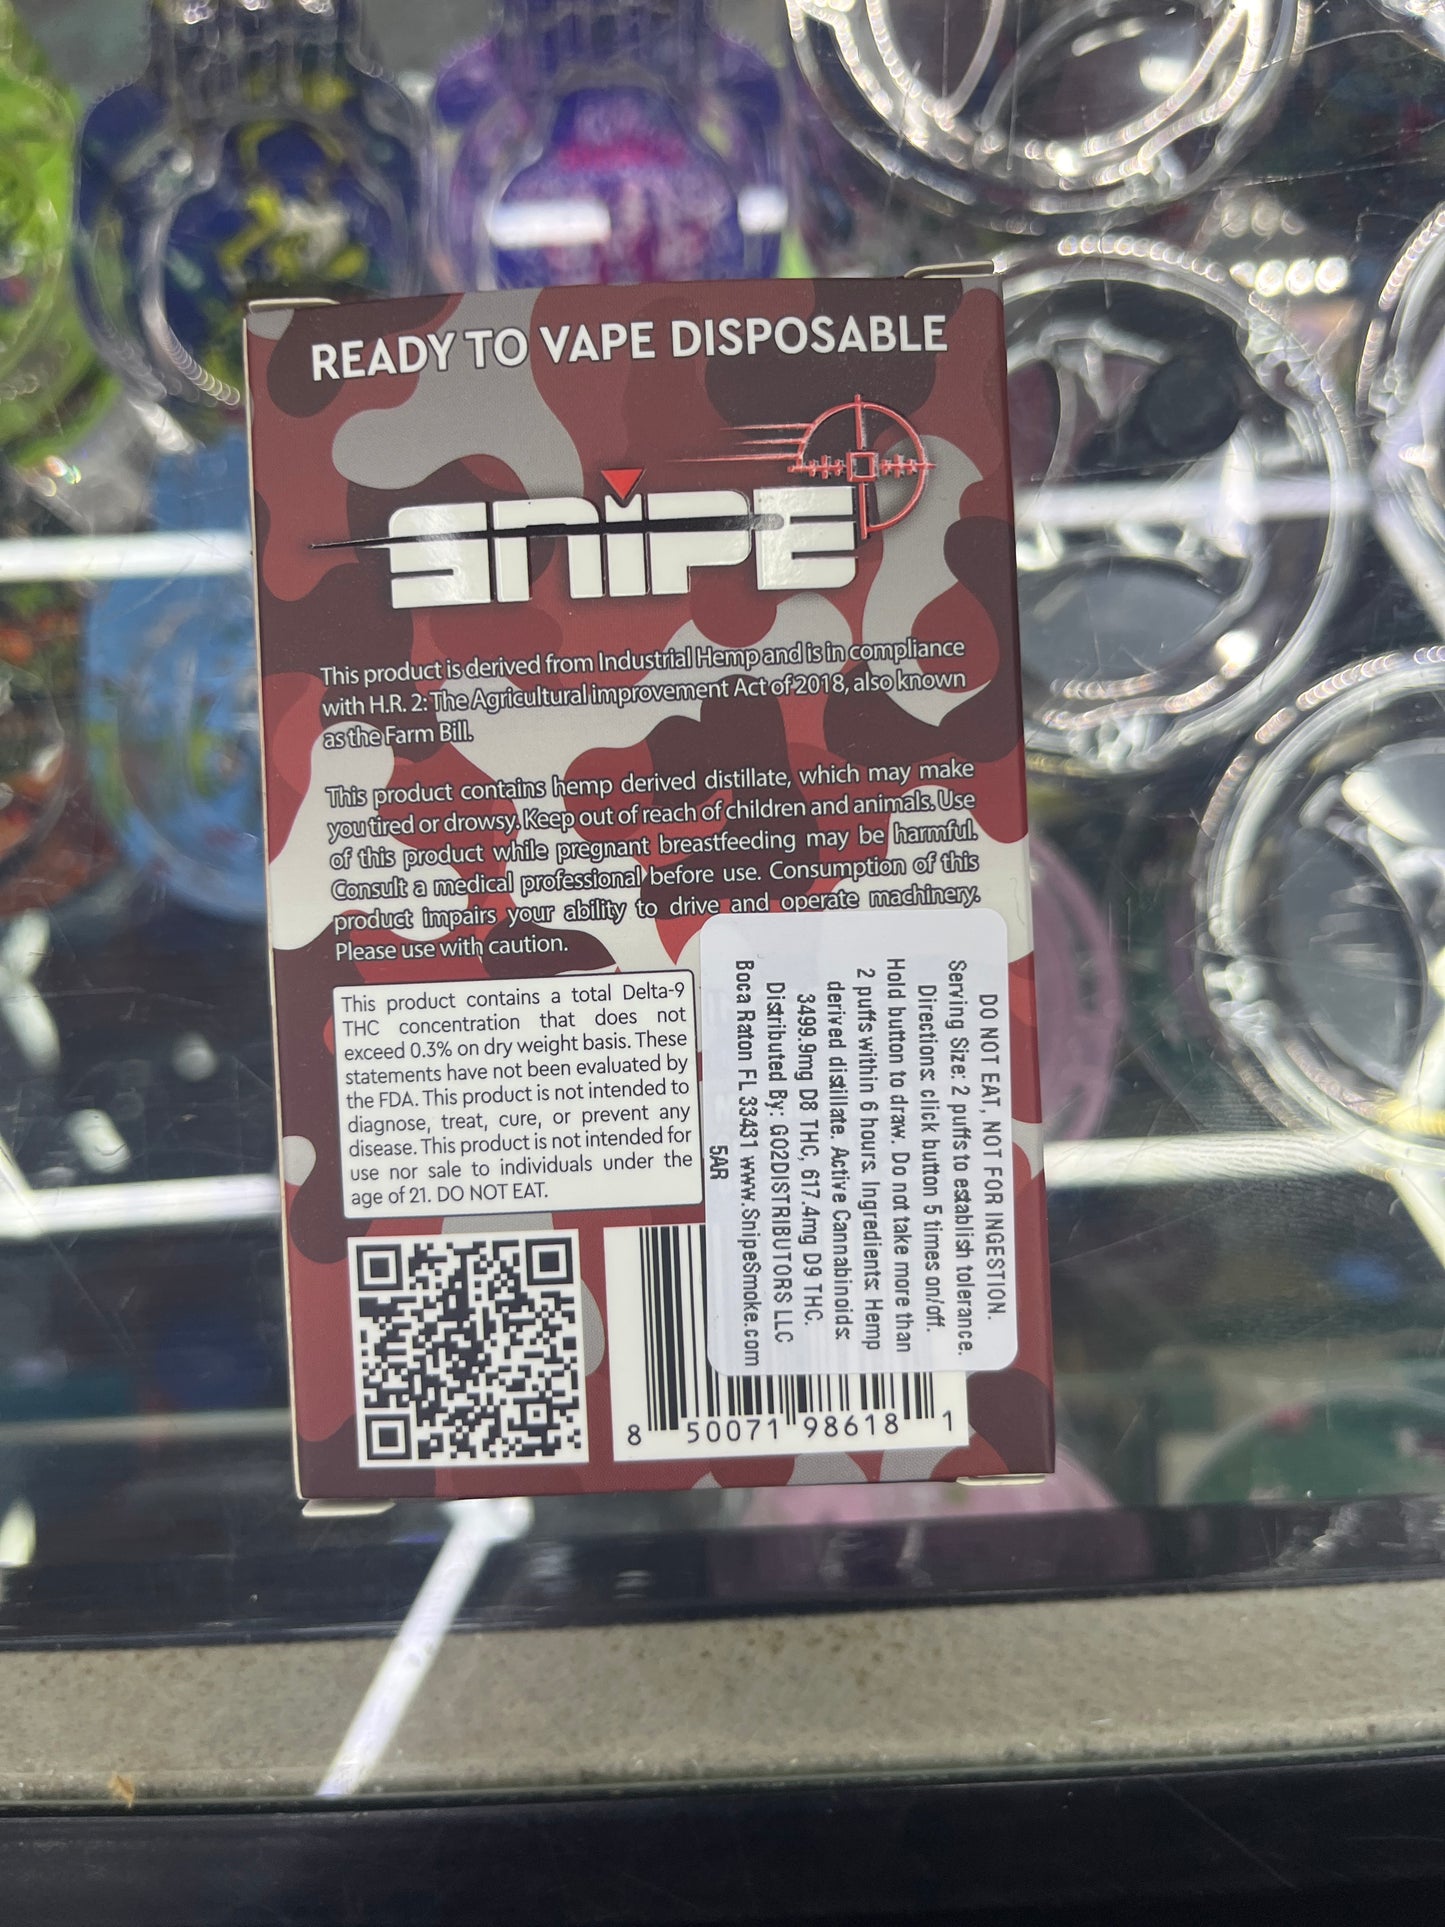 READY TO VAPE DISPOSABLE
SNIPE
This product is derived from Industrial Hemp and is in compliance
with H.R. 2: The Agricultural improvement Act of 2018, also known
as the Farm Bill.
This product contains hemp derived distillate, which may make
you tired or drowsy. Keep out of reach of children and animals. Use
of this product while pregnant breastfeeding may be harmful.
Consult a medical professional before use. Consumption of this
product impairs your ability to drive and operate machinery.
Please use with caution.
This product contains a total Delta-9
THC concentration that does not
exceed 0.3% on dry weight basis. These
statements have not been evaluated by
the FDA. This product is not intended to
diagnose, treat, cure, or prevent any
disease. This product is not intended for
use nor sale to individuals under the
age of 21. DO NOT EAT.
DO NOT EAT, NOT FOR INGESTION.
Serving Size: 2 puffs to establish tolerance.
Directions: click button 5 times on/off.
Hold button to draw. Do not take more than
2 puffs within 6 hours. Ingredients: Hemp
derived distillate. Active Cannabinoids:
3499.9mg D8 THC, 617.4mg D9 THC.
Distributed By: GO2DISTRIBUTORS LLC
Boca Raton FL 33431 www.SnipeSmoke.com
5AR
8 50071 98618 1